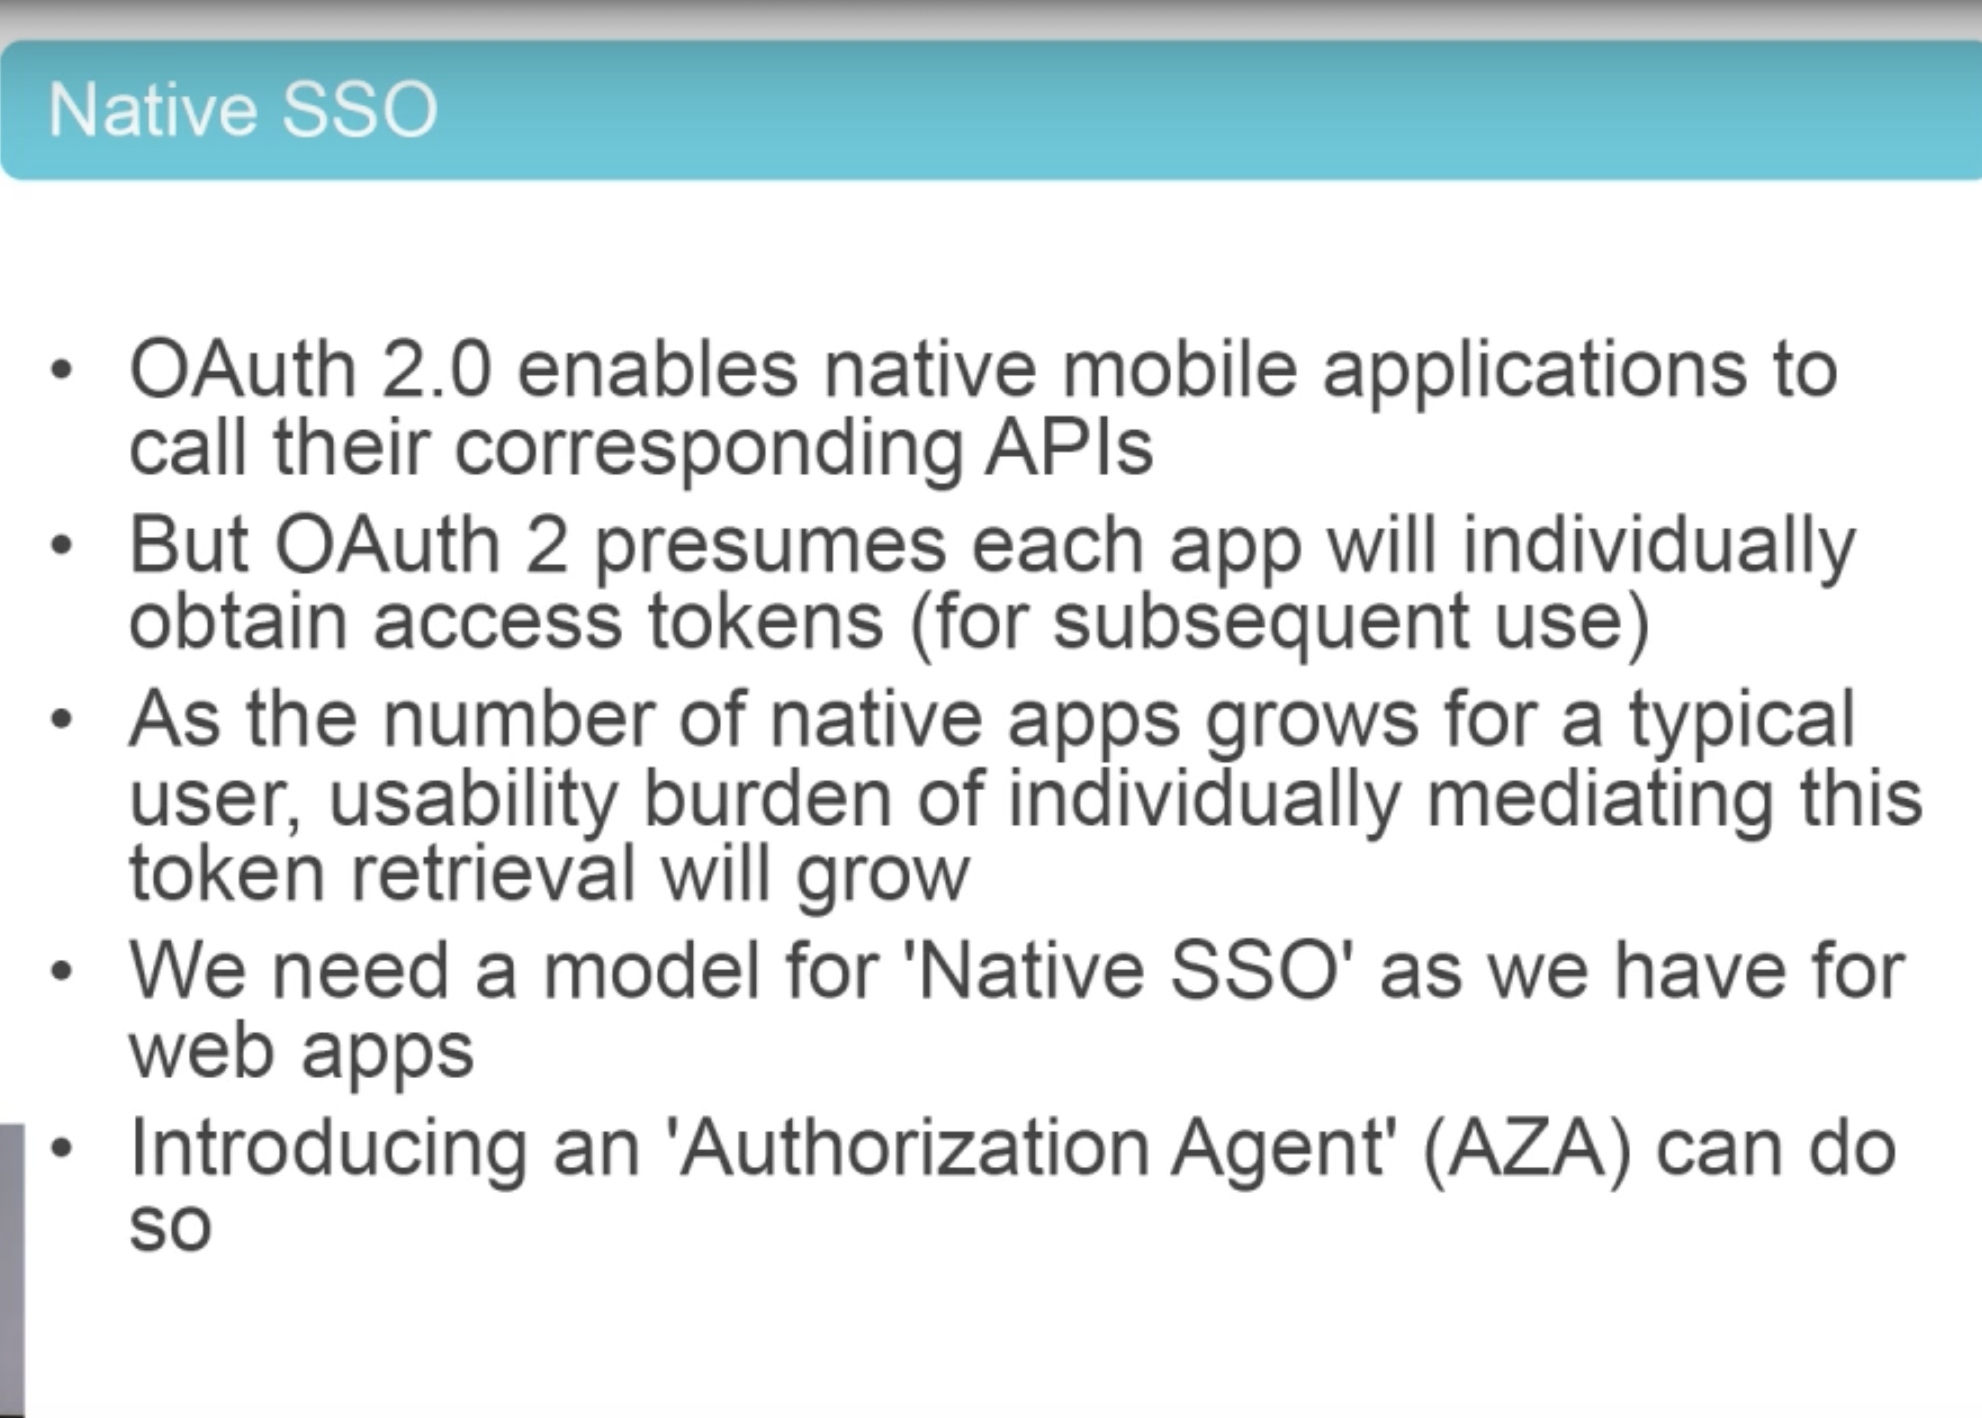 Native SSO
• OAuth 2.0 enables native mobile applications to
call their corresponding APIs
• But OAuth 2 presumes each app will individually
obtain access tokens (for subsequent use)
• As the number of native apps grows for a typical
user, usability burden of individually mediating this
token retrieval will grow
• We need a model for 'Native SSO' as we have for
web apps
• Introducing an 'Authorization Agent' (AZA) can do
so